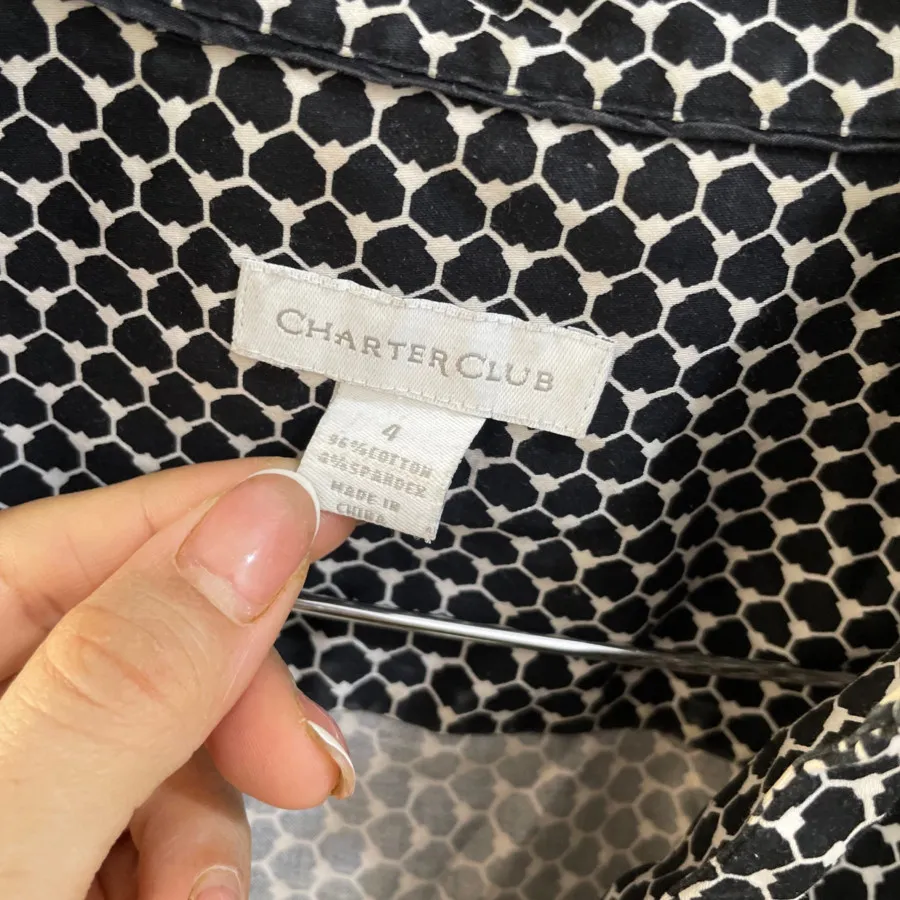 CHARTER CLUB
4
96% COTTON
4% SPANDEX
MADE IN
CHINA